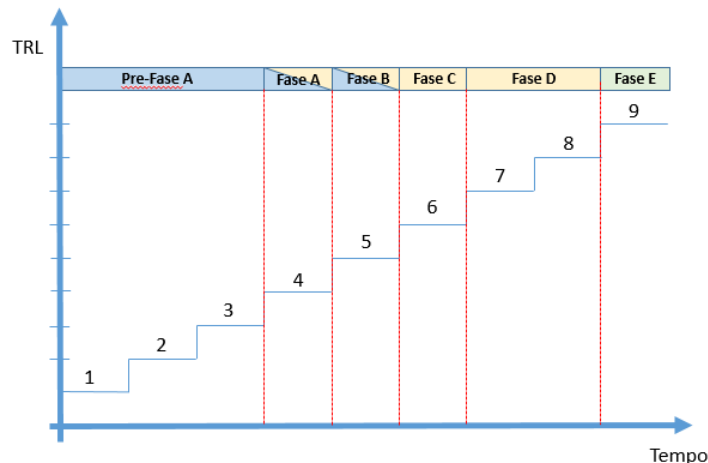 TRL
Pre-Fase A
Fase A
Fase B
Fase C
Fase D
Fase E
9
8
7
6
5
4
3
2
1
Tempo